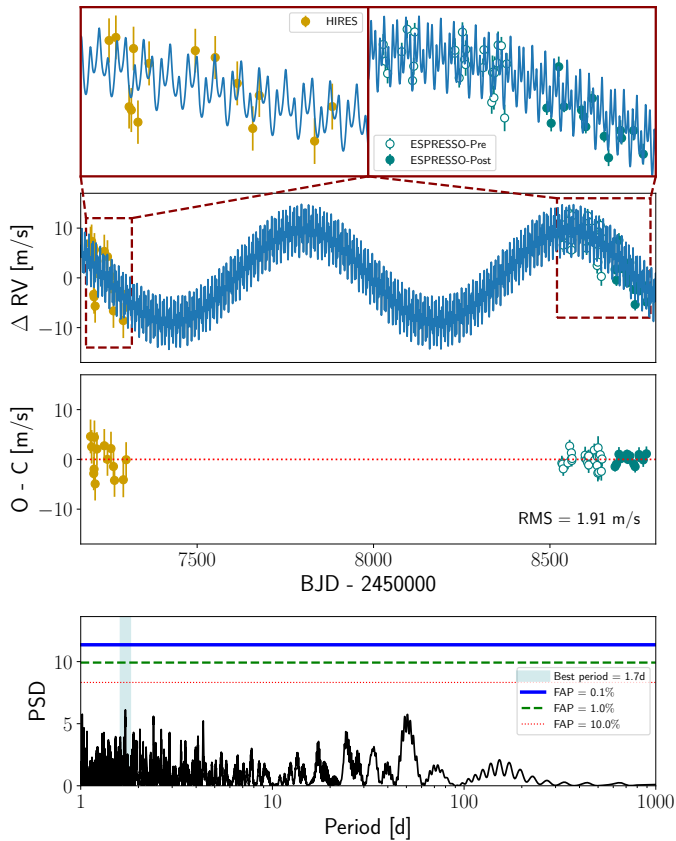 HIRES
ESPRESSO-Pre
ESPRESSO-Post
Δ RV [m/s]
10
0
−10
O - C [m/s]
10
0
−10
RMS = 1.91 m/s
7500
8000
8500
BJD - 2450000
PSD
10
5
0
Best period = 1.7d
FAP = 0.1%
FAP = 1.0%
FAP = 10.0%
1
10
100
1000
Period [d]